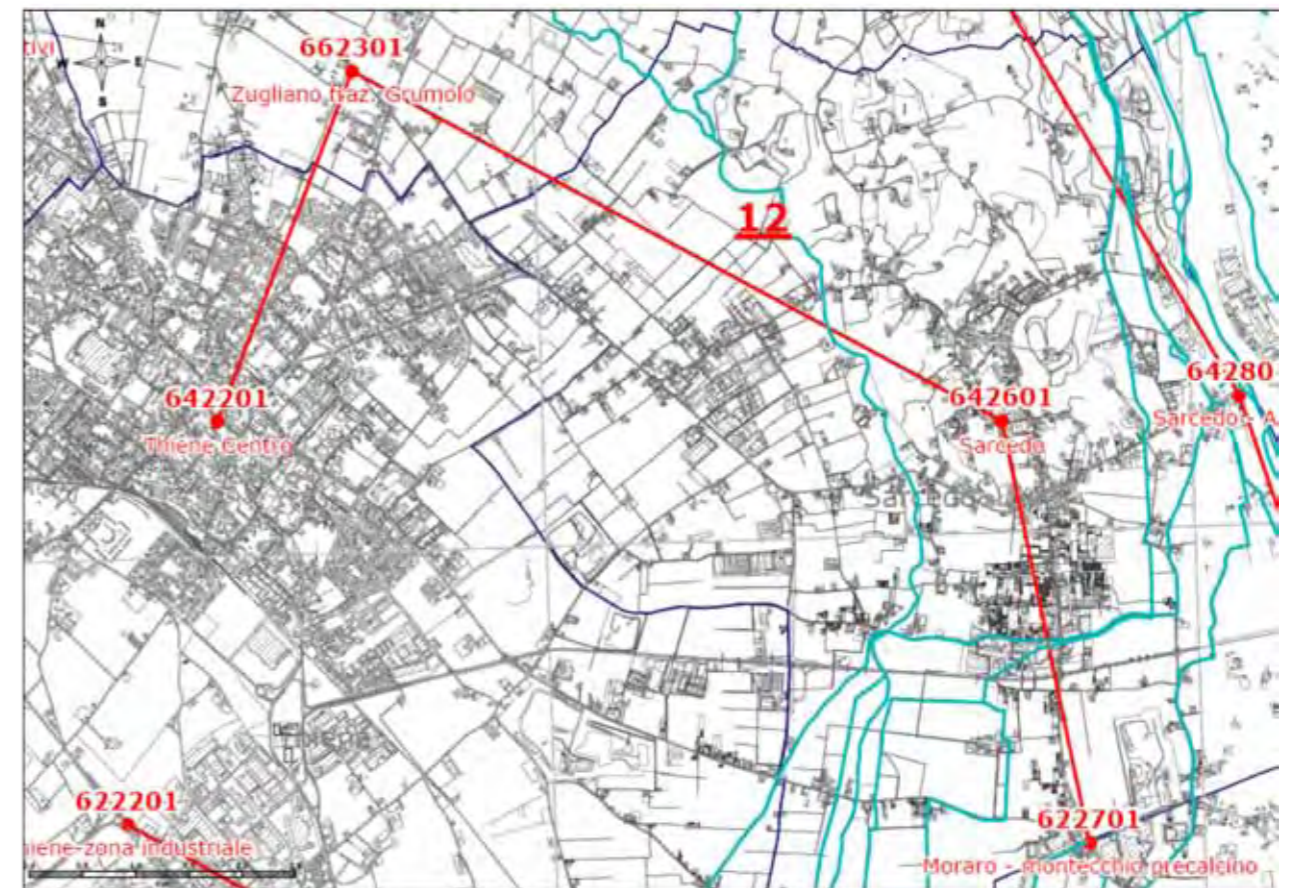 N
W E
S
tivi
662301
Zugliano fraz. Grumolo
12
642201
Thiene Centro
642601
Sarcedo
Sarcedo
64280
Sarcedo - A
622201
iene-zona industriale
622701
Moraro - montecchio precalcino